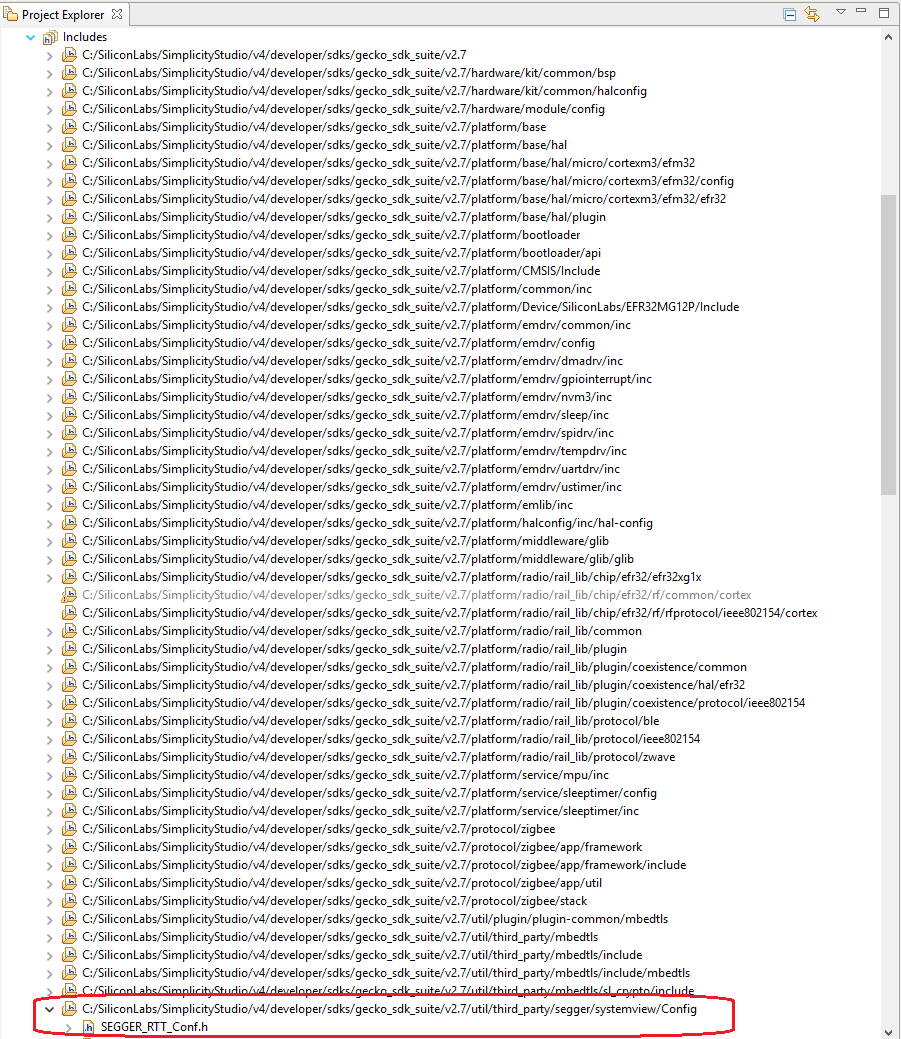 Project Explorer
Includes
C:/SiliconLabs/SimplicityStudio/v4/developer/sdks/gecko_sdk_suite/v2.7
C:/SiliconLabs/SimplicityStudio/v4/developer/sdks/gecko_sdk_suite/v2.7/hardware/kit/common/bsp
C:/SiliconLabs/SimplicityStudio/v4/developer/sdks/gecko_sdk_suite/v2.7/hardware/kit/common/halconfig
C:/SiliconLabs/SimplicityStudio/v4/developer/sdks/gecko_sdk_suite/v2.7/hardware/module/config
C:/SiliconLabs/SimplicityStudio/v4/developer/sdks/gecko_sdk_suite/v2.7/platform/base
C:/SiliconLabs/SimplicityStudio/v4/developer/sdks/gecko_sdk_suite/v2.7/platform/base/hal
C:/SiliconLabs/SimplicityStudio/v4/developer/sdks/gecko_sdk_suite/v2.7/platform/base/hal/micro/cortexm3/efm32
C:/SiliconLabs/SimplicityStudio/v4/developer/sdks/gecko_sdk_suite/v2.7/platform/base/hal/micro/cortexm3/efm32/config
C:/SiliconLabs/SimplicityStudio/v4/developer/sdks/gecko_sdk_suite/v2.7/platform/base/hal/micro/cortexm3/efm32/efr32
C:/SiliconLabs/SimplicityStudio/v4/developer/sdks/gecko_sdk_suite/v2.7/platform/base/hal/plugin
C:/SiliconLabs/SimplicityStudio/v4/developer/sdks/gecko_sdk_suite/v2.7/platform/bootloader
C:/SiliconLabs/SimplicityStudio/v4/developer/sdks/gecko_sdk_suite/v2.7/platform/bootloader/api
C:/SiliconLabs/SimplicityStudio/v4/developer/sdks/gecko_sdk_suite/v2.7/platform/CMSIS/Include
C:/SiliconLabs/SimplicityStudio/v4/developer/sdks/gecko_sdk_suite/v2.7/platform/common/inc
C:/SiliconLabs/SimplicityStudio/v4/developer/sdks/gecko_sdk_suite/v2.7/platform/Device/SiliconLabs/EFR32MG12P/Include
C:/SiliconLabs/SimplicityStudio/v4/developer/sdks/gecko_sdk_suite/v2.7/platform/emdrv/common/inc
C:/SiliconLabs/SimplicityStudio/v4/developer/sdks/gecko_sdk_suite/v2.7/platform/emdrv/config
C:/SiliconLabs/SimplicityStudio/v4/developer/sdks/gecko_sdk_suite/v2.7/platform/emdrv/dmadrv/inc
C:/SiliconLabs/SimplicityStudio/v4/developer/sdks/gecko_sdk_suite/v2.7/platform/emdrv/gpiointerrupt/inc
C:/SiliconLabs/SimplicityStudio/v4/developer/sdks/gecko_sdk_suite/v2.7/platform/emdrv/nvm3/inc
C:/SiliconLabs/SimplicityStudio/v4/developer/sdks/gecko_sdk_suite/v2.7/platform/emdrv/sleep/inc
C:/SiliconLabs/SimplicityStudio/v4/developer/sdks/gecko_sdk_suite/v2.7/platform/emdrv/spidrv/inc
C:/SiliconLabs/SimplicityStudio/v4/developer/sdks/gecko_sdk_suite/v2.7/platform/emdrv/tempdrv/inc
C:/SiliconLabs/SimplicityStudio/v4/developer/sdks/gecko_sdk_suite/v2.7/platform/emdrv/uartdrv/inc
C:/SiliconLabs/SimplicityStudio/v4/developer/sdks/gecko_sdk_suite/v2.7/platform/emdrv/ustimer/inc
C:/SiliconLabs/SimplicityStudio/v4/developer/sdks/gecko_sdk_suite/v2.7/platform/emlib/inc
C:/SiliconLabs/SimplicityStudio/v4/developer/sdks/gecko_sdk_suite/v2.7/platform/halconfig/inc/hal-config
C:/SiliconLabs/SimplicityStudio/v4/developer/sdks/gecko_sdk_suite/v2.7/platform/middleware/glib
C:/SiliconLabs/SimplicityStudio/v4/developer/sdks/gecko_sdk_suite/v2.7/platform/middleware/glib/glib
C:/SiliconLabs/SimplicityStudio/v4/developer/sdks/gecko_sdk_suite/v2.7/platform/radio/rail_lib/chip/efr32/efr32xg1x
C:/SiliconLabs/SimplicityStudio/v4/developer/sdks/gecko_sdk_suite/v2.7/platform/radio/rail_lib/chip/efr32/rf/common/cortex
C:/SiliconLabs/SimplicityStudio/v4/developer/sdks/gecko_sdk_suite/v2.7/platform/radio/rail_lib/chip/efr32/rf/rfprotocol/ieee802154/cortex
C:/SiliconLabs/SimplicityStudio/v4/developer/sdks/gecko_sdk_suite/v2.7/platform/radio/rail_lib/common
C:/SiliconLabs/SimplicityStudio/v4/developer/sdks/gecko_sdk_suite/v2.7/platform/radio/rail_lib/plugin
C:/SiliconLabs/SimplicityStudio/v4/developer/sdks/gecko_sdk_suite/v2.7/platform/radio/rail_lib/plugin/coexistence/common
C:/SiliconLabs/SimplicityStudio/v4/developer/sdks/gecko_sdk_suite/v2.7/platform/radio/rail_lib/plugin/coexistence/hal/efr32
C:/SiliconLabs/SimplicityStudio/v4/developer/sdks/gecko_sdk_suite/v2.7/platform/radio/rail_lib/plugin/coexistence/protocol/ieee802154
C:/SiliconLabs/SimplicityStudio/v4/developer/sdks/gecko_sdk_suite/v2.7/platform/radio/rail_lib/protocol/ble
C:/SiliconLabs/SimplicityStudio/v4/developer/sdks/gecko_sdk_suite/v2.7/platform/radio/rail_lib/protocol/ieee802154
C:/SiliconLabs/SimplicityStudio/v4/developer/sdks/gecko_sdk_suite/v2.7/platform/radio/rail_lib/protocol/zwave
C:/SiliconLabs/SimplicityStudio/v4/developer/sdks/gecko_sdk_suite/v2.7/platform/service/mpu/inc
C:/SiliconLabs/SimplicityStudio/v4/developer/sdks/gecko_sdk_suite/v2.7/platform/service/sleeptimer/config
C:/SiliconLabs/SimplicityStudio/v4/developer/sdks/gecko_sdk_suite/v2.7/platform/service/sleeptimer/inc
C:/SiliconLabs/SimplicityStudio/v4/developer/sdks/gecko_sdk_suite/v2.7/protocol/zigbee
C:/SiliconLabs/SimplicityStudio/v4/developer/sdks/gecko_sdk_suite/v2.7/protocol/zigbee/app/framework
C:/SiliconLabs/SimplicityStudio/v4/developer/sdks/gecko_sdk_suite/v2.7/protocol/zigbee/app/framework/include
C:/SiliconLabs/SimplicityStudio/v4/developer/sdks/gecko_sdk_suite/v2.7/protocol/zigbee/app/util
C:/SiliconLabs/SimplicityStudio/v4/developer/sdks/gecko_sdk_suite/v2.7/protocol/zigbee/stack
C:/SiliconLabs/SimplicityStudio/v4/developer/sdks/gecko_sdk_suite/v2.7/util/plugin/plugin-common/mbedtls
C:/SiliconLabs/SimplicityStudio/v4/developer/sdks/gecko_sdk_suite/v2.7/util/third_party/mbedtls
C:/SiliconLabs/SimplicityStudio/v4/developer/sdks/gecko_sdk_suite/v2.7/util/third_party/mbedtls/include
C:/SiliconLabs/SimplicityStudio/v4/developer/sdks/gecko_sdk_suite/v2.7/util/third_party/mbedtls/include/mbedtls
C:/SiliconLabs/SimplicityStudio/v4/developer/sdks/gecko_sdk_suite/v2.7/util/third_party/mbedtls/sl_crypto/include
C:/SiliconLabs/SimplicityStudio/v4/developer/sdks/gecko_sdk_suite/v2.7/util/third_party/segger/systemview/Config
SEGGER_RTT_Conf.h